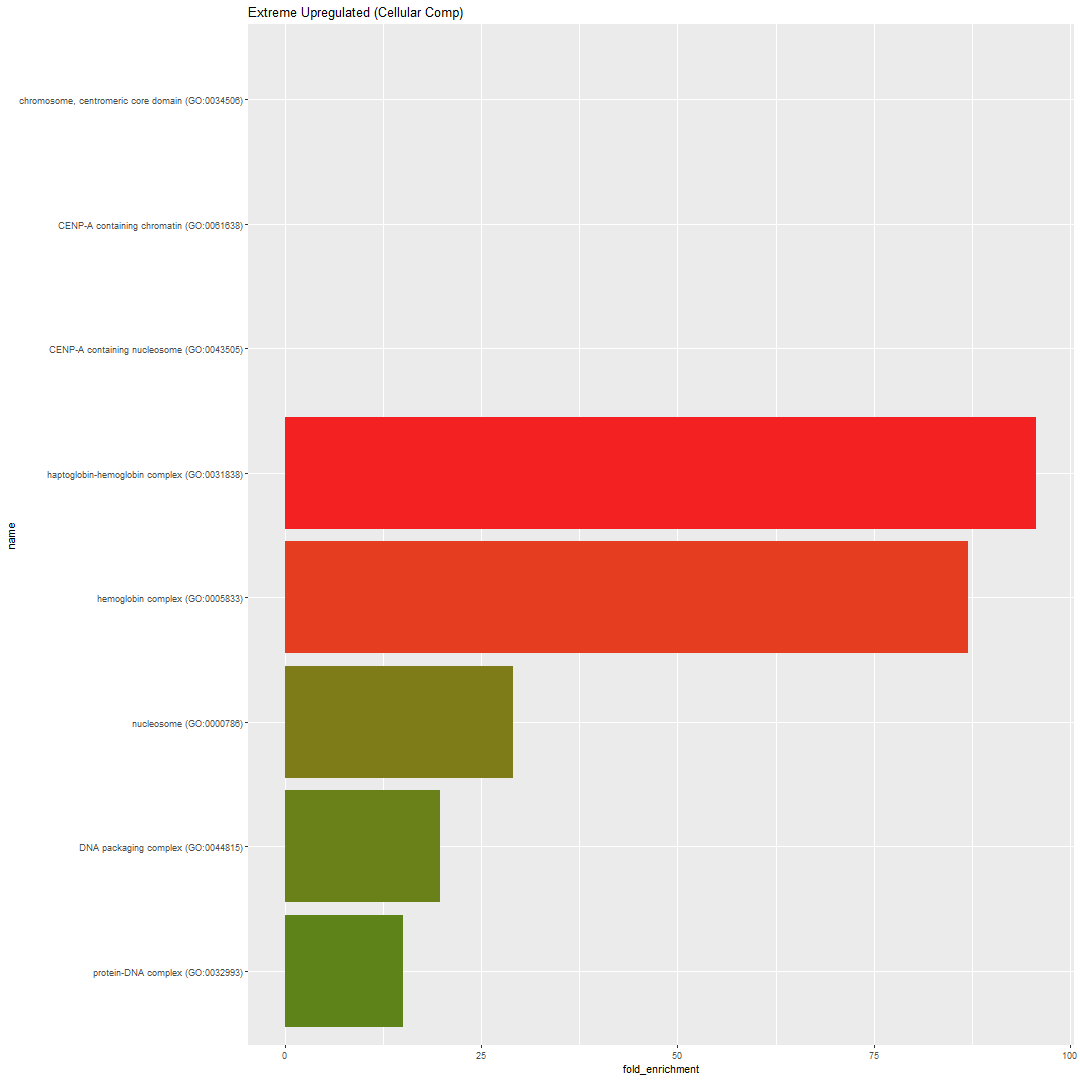 Extreme Upregulated (Cellular Comp)
chromosome, centromeric core domain (GO:0034506)
CENP-A containing chromatin (GO:0061638)
CENP-A containing nucleosome (GO:0043505)
haptoglobin-hemoglobin complex (GO:0031838)
name
hemoglobin complex (GO:0005833)
nucleosome (GO:0000786)
DNA packaging complex (GO:0044815)
protein-DNA complex (GO:0032993)
0 25 50 75 100
fold_enrichment